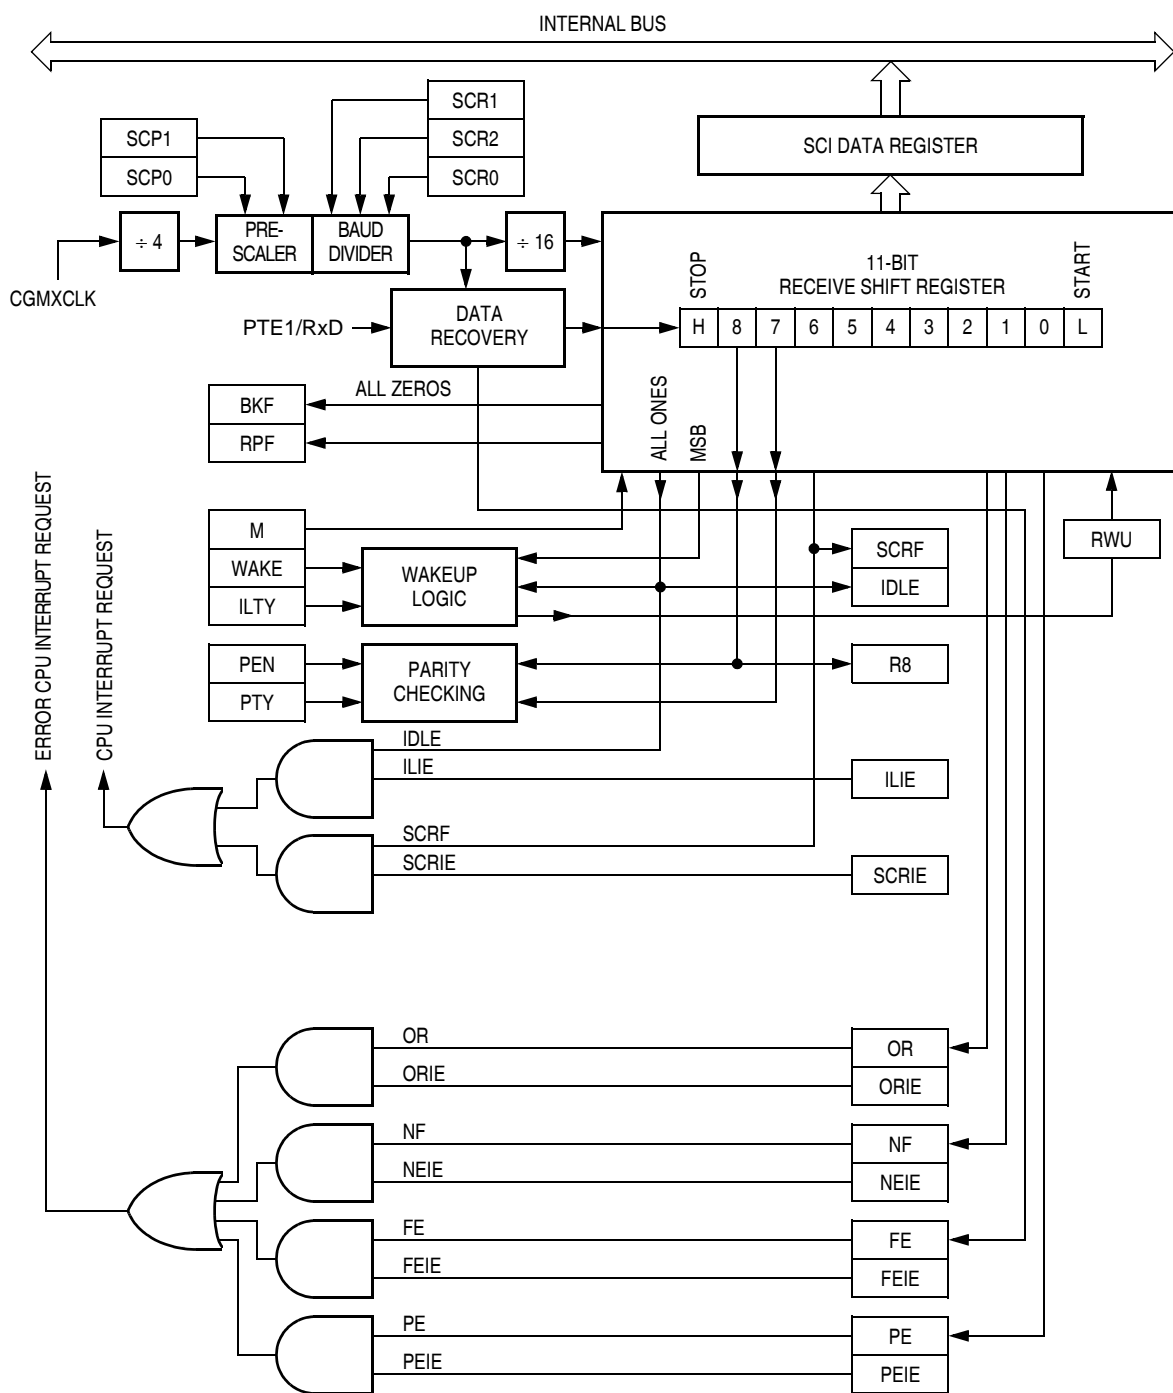 INTERNAL BUS
SCR1
SCR2
SCR0
SCP1
SCP0
SCI DATA REGISTER
÷ 4
PRE-
SCALER
BAUD
DIVIDER
÷ 16
CGMXCLK
STOP
11-BIT
RECEIVE SHIFT REGISTER
START
H 8 7 6 5 4 3 2 1 0 L
PTE1/RxD
DATA
RECOVERY
ALL ZEROS
BKF
RPF
ALL ONES
MSB
M
WAKE
ILTY
WAKEUP
LOGIC
SCRF
IDLE
RWU
PEN
PTY
PARITY
CHECKING
R8
ERROR CPU INTERRUPT REQUEST
CPU INTERRUPT REQUEST
IDLE
ILIE
ILIE
SCRF
SCRIE
SCRIE
OR
OR
ORIE
ORIE
NF
NF
NEIE
NEIE
FE
FE
FEIE
FEIE
PE
PE
PEIE
PEIE